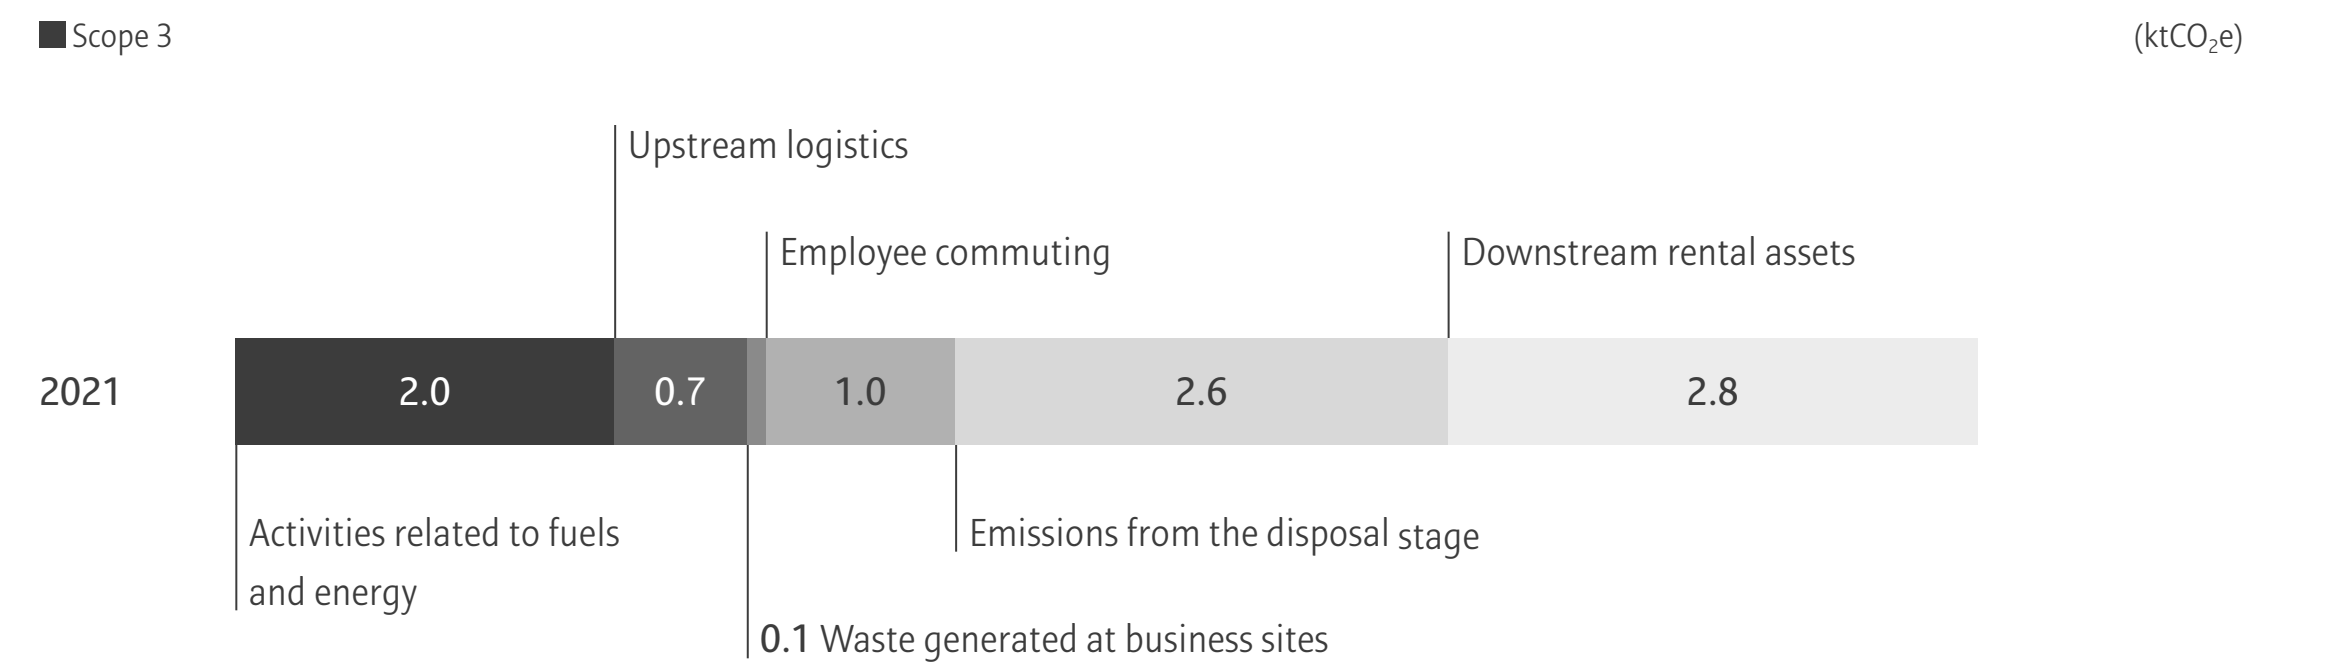 Scope 3
(ktCO₂e)
Upstream logistics
Employee commuting
Downstream rental assets
2021
2.0
0.7
1.0
2.6
2.8
Activities related to fuels
and energy
Emissions from the disposal stage
0.1 Waste generated at business sites